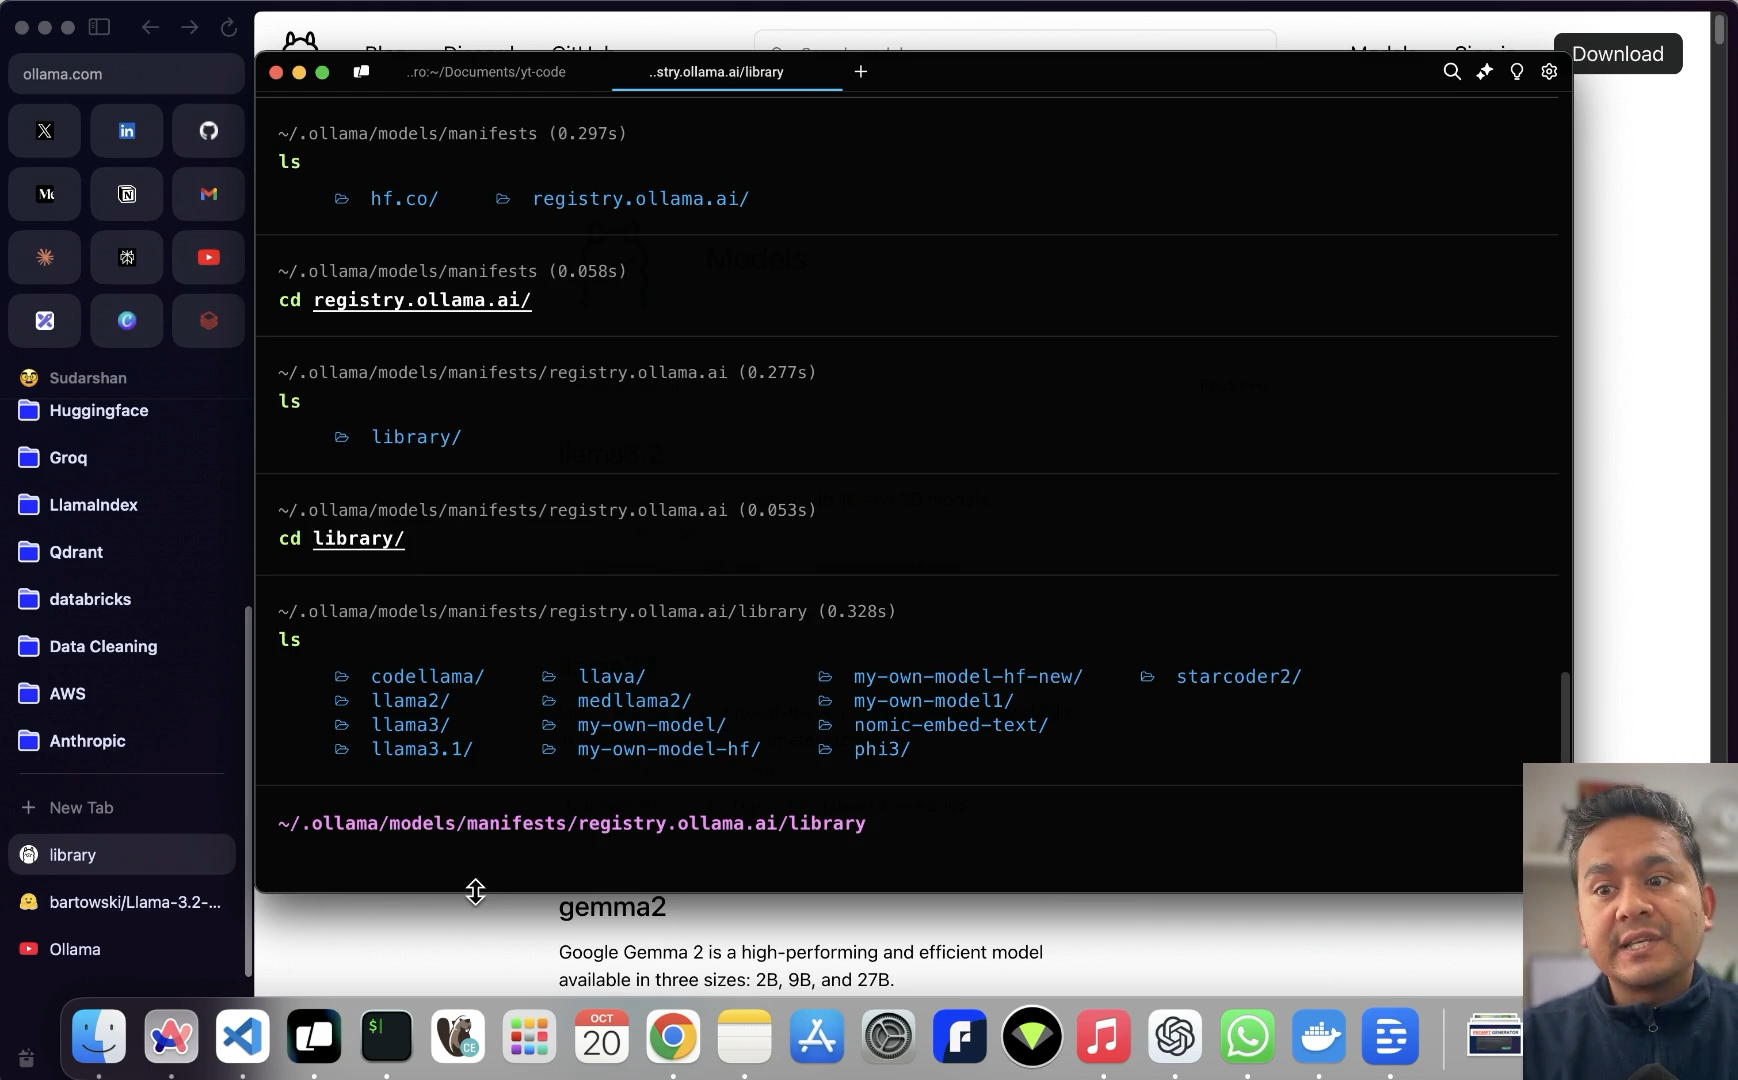 ollama.com
Download
..ro:~/Documents/yt-code
..stry.ollama.ai/library
~/.ollama/models/manifests (0.297s)
ls
hf.co/ registry.ollama.ai/
Models
~/.ollama/models/manifests (0.058s)
cd registry.ollama.ai/
~/.ollama/models/manifests/registry.ollama.ai (0.277s)
ls
library/
llama3.2
~/.ollama/models/manifests/registry.ollama.ai (0.053s)
cd library/
~/.ollama/models/manifests/registry.ollama.ai/library (0.328s)
ls
codellama/ llava/ my-own-model-hf-new/ starcoder2/
llama2/ medllama2/ my-own-model1/
llama3/ my-own-model/ nomic-embed-text/
llama3.1/ my-own-model-hf/ phi3/
~/.ollama/models/manifests/registry.ollama.ai/library
gemma2
Google Gemma 2 is a high-performing and efficient model
available in three sizes: 2B, 9B, and 27B.
Sudarshan
Huggingface
Groq
LlamaIndex
Qdrant
databricks
Data Cleaning
AWS
Anthropic
New Tab
library
bartowski/Llama-3.2-...
Ollama
OCT
20
$|
CE